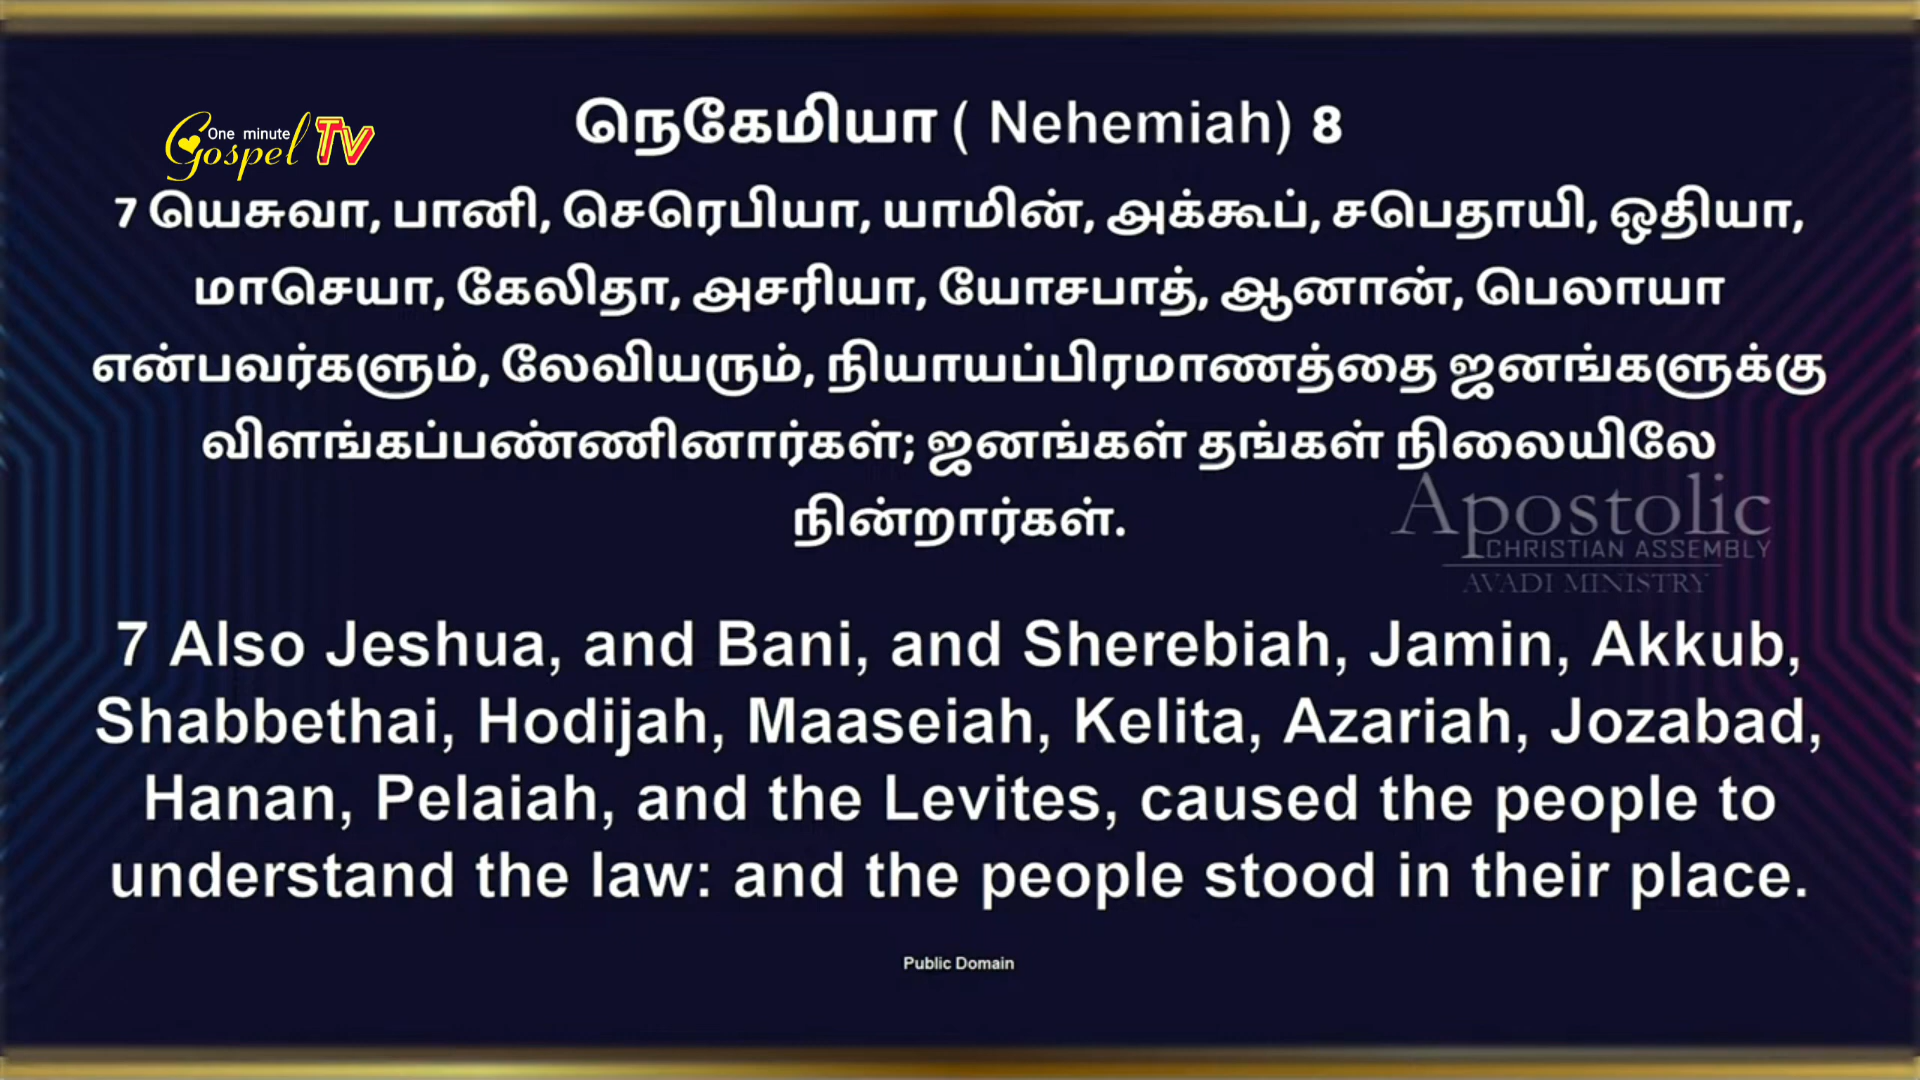 One minute
Gospel TV
நெகேமியா ( Nehemiah) 8
7 யெசுவா, பானி, செரெபியா, யாமின், அக்கூப், சபெதாயி, ஒதியா,
மாசெயா, கேலிதா, அசரியா, யோசபாத், ஆனான், பெலாயா
என்பவர்களும், லேவியரும், நியாயப்பிரமாணத்தை ஜனங்களுக்கு
விளங்கப்பண்ணினார்கள்; ஜனங்கள் தங்கள் நிலையிலே
நின்றார்கள்.
Apostolic
CHRISTIAN ASSEMBLY
AVADI MINISTRY
7 Also Jeshua, and Bani, and Sherebiah, Jamin, Akkub,
Shabbethai, Hodijah, Maaseiah, Kelita, Azariah, Jozabad,
Hanan, Pelaiah, and the Levites, caused the people to
understand the law: and the people stood in their place.
Public Domain